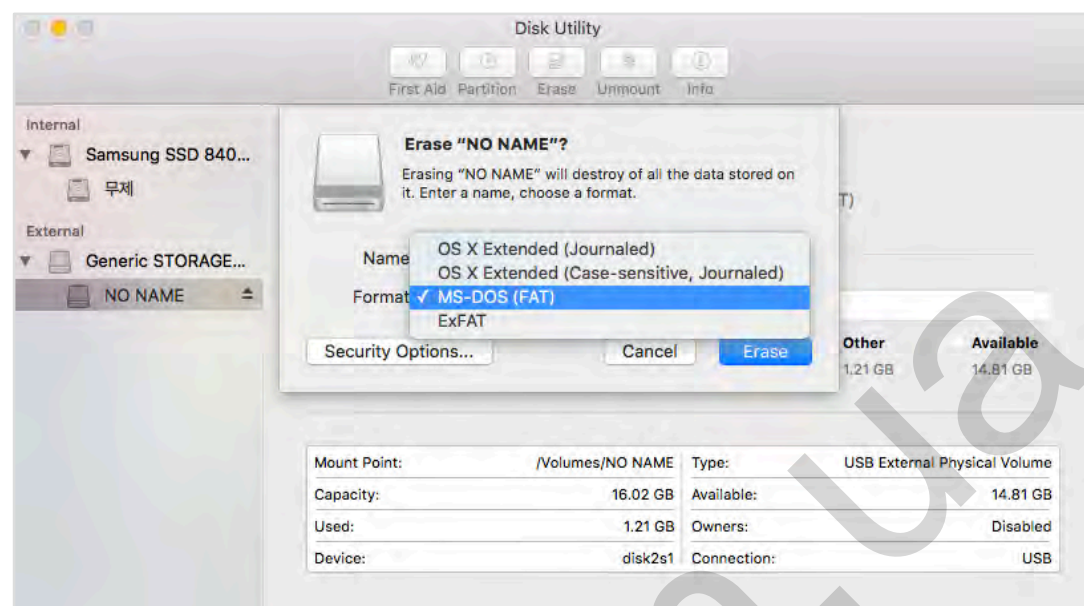 Disk Utility
First Aid Partition Erase Unmount Info
Internal
Samsung SSD 840...
무제
External
Generic STORAGE...
NO NAME
Erase "NO NAME"?
Erasing "NO NAME" will destroy of all the data stored on
it. Enter a name, choose a format.
T)
Name
OS X Extended (Journaled)
OS X Extended (Case-sensitive, Journaled)
Format ✓ MS-DOS (FAT)
ExFAT
Security Options... Cancel Erase
Other Available
1.21 GB 14.81 GB
Mount Point: /Volumes/NO NAME Type: USB External Physical Volume
Capacity: 16.02 GB Available: 14.81 GB
Used: 1.21 GB Owners: Disabled
Device: disk2s1 Connection: USB